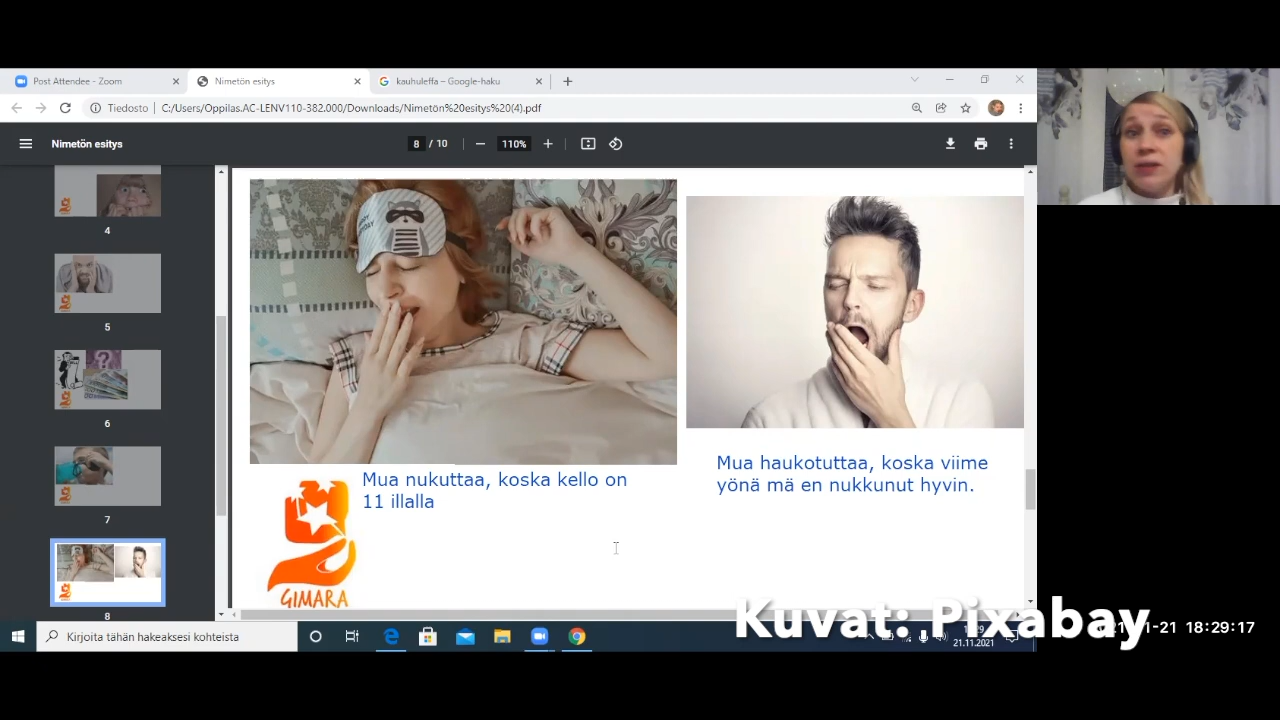 Post Attendee - Zoom
Nimetön esitys
kauhuleffa – Google-haku
Tiedosto
C:/Users/Oppilas.AC-LENV110-382.000/Downloads/Nimetön%20esitys%20(4).pdf
Nimetön esitys
8 / 10
110%
4
5
6
7
8
Mua nukuttaa, koska kello on
11 illalla
Mua haukotuttaa, koska viime
yönä mä en nukkunut hyvin.
GIMARA
Kuvat: Pixabay
Kirjoita tähän hakeaksesi kohteista
21.11.2021
1-21 18:29:17